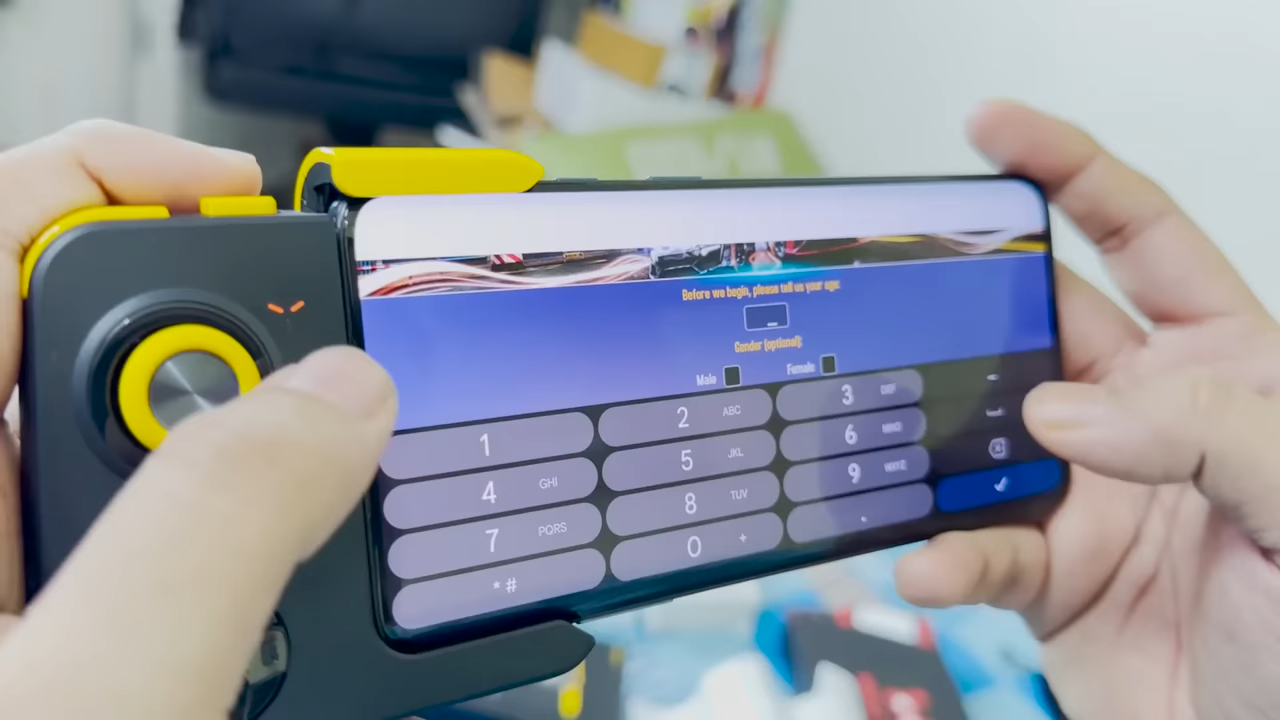 Before we begin, please tell us your age:
Gender (optional):
Male Female
1 2 ABC 3 DEF
4 GHI 5 JKL 6 MNO
7 PQRS 8 TUV 9 WXYZ
* # 0 + .